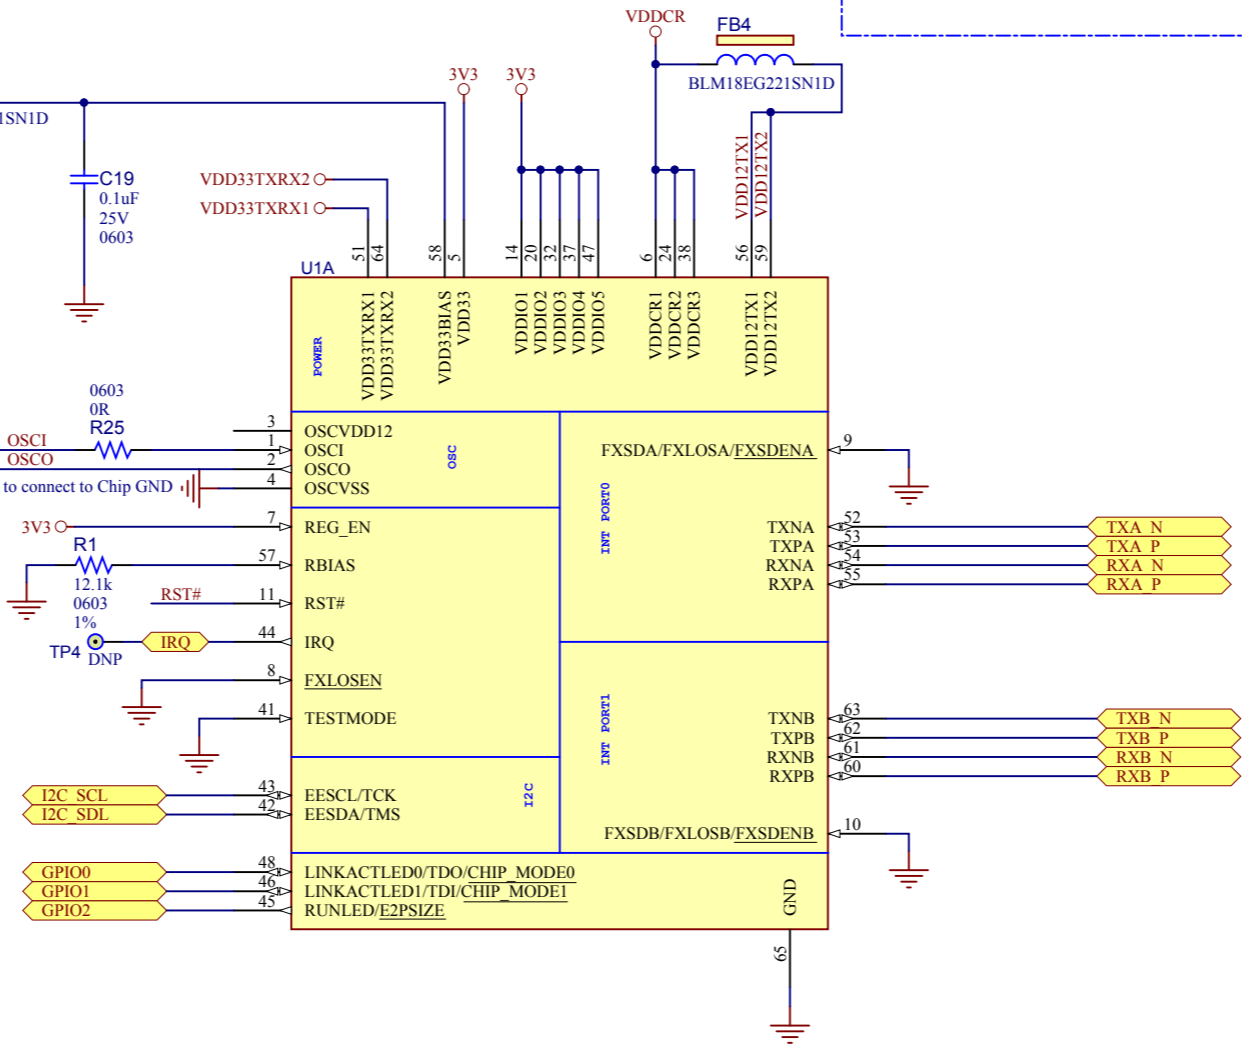 VDDCR
FB4
BLM18EG221SN1D
3V3
3V3
1SN1D
C19
0.1uF
25V
0603
VDD33TXRX2
VDD33TXRX1
VDD12TX1
VDD12TX2
51
64
58
5
14
20
32
37
47
6
24
38
56
59
U1A
POWER
VDD33TXRX1
VDD33TXRX2
VDD33BIAS
VDD33
VDDIO1
VDDIO2
VDDIO3
VDDIO4
VDDIO5
VDDCR1
VDDCR2
VDDCR3
VDD12TX1
VDD12TX2
0603
0R
R25
OSCI
OSCO
to connect to Chip GND
3 OSCVDD12
1 OSCI
2 OSCO
4 OSCVSS
OSC
FXSDA/FXLOSA/FXSDENA 9
INT PORT0
3V3
7 REG_EN
R1
12.1k
0603
1%
57 RBIAS
RST#
11 RST#
TP4
DNP
IRQ
44 IRQ
8 FXLOSEN
41 TESTMODE
TXNA 52 TXA_N
TXPA 53 TXA_P
RXNA 54 RXA_N
RXPA 55 RXA_P
INT PORT1
TXNB 63 TXB_N
TXPB 62 TXB_P
RXNB 61 RXB_N
RXPB 60 RXB_P
I2C_SCL 43 EESCL/TCK
I2C_SDL 42 EESDA/TMS
I2C
FXSDB/FXLOSB/FXSDENB 10
GPIO0 48 LINKACTLED0/TDO/CHIP_MODE0
GPIO1 46 LINKACTLED1/TDI/CHIP_MODE1
GPIO2 45 RUNLED/E2PSIZE
GND
65